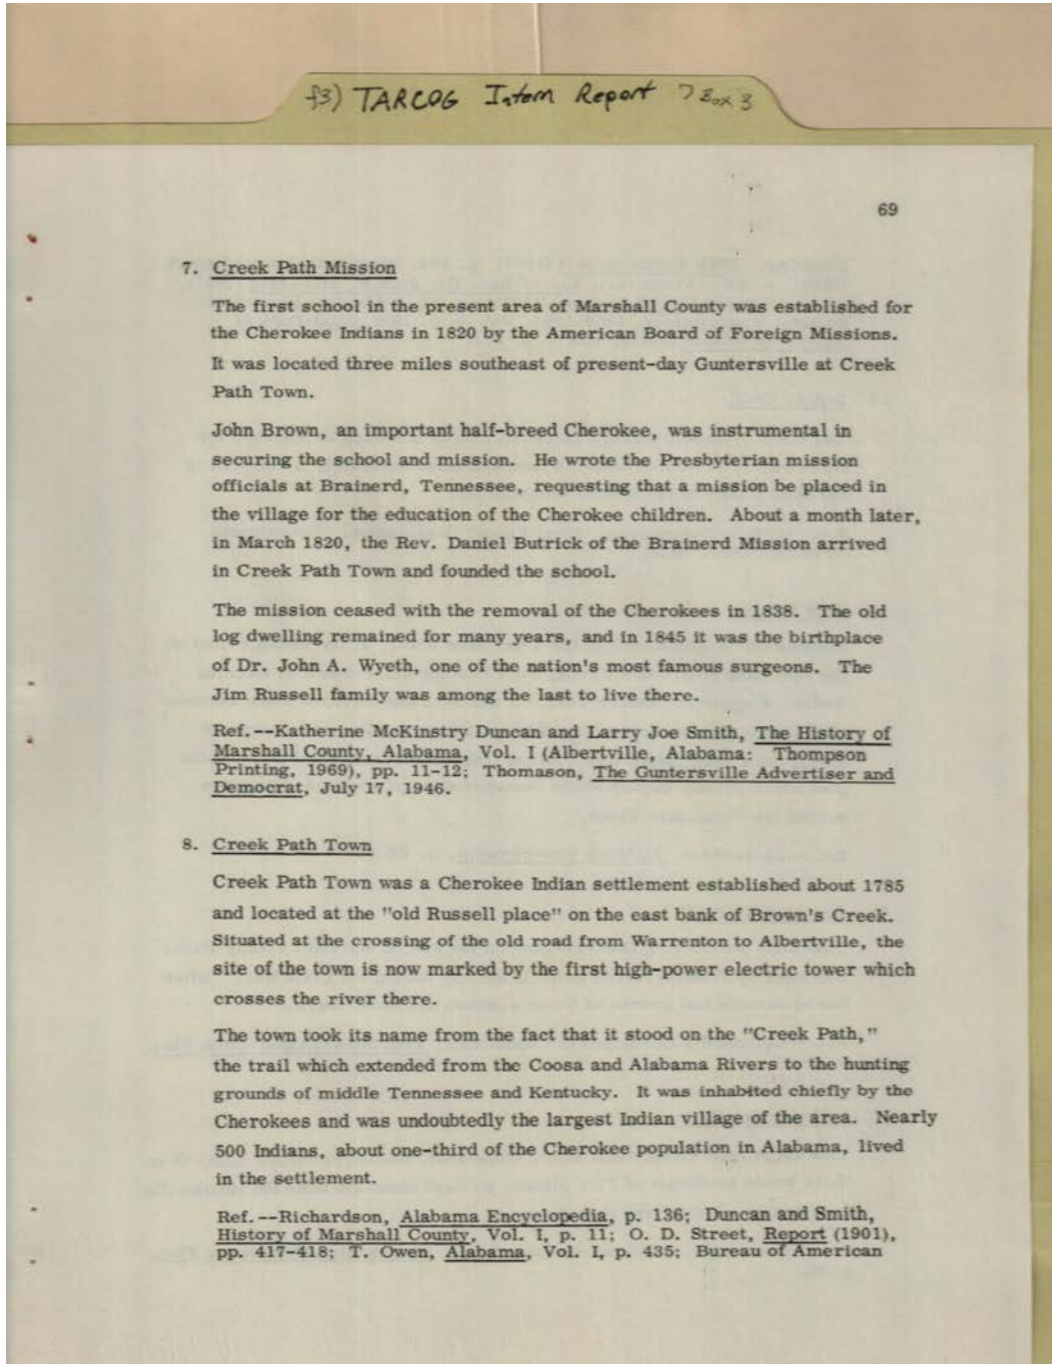 f3) TARCOG Intern Report > Box 3
69
7. Creek Path Mission
The first school in the present area of Marshall County was established for
the Cherokee Indians in 1820 by the American Board of Foreign Missions.
It was located three miles southeast of present-day Guntersville at Creek
Path Town.
John Brown, an important half-breed Cherokee, was instrumental in
securing the school and mission. He wrote the Presbyterian mission
officials at Brainerd, Tennessee, requesting that a mission be placed in
the village for the education of the Cherokee children. About a month later,
in March 1820, the Rev. Daniel Butrick of the Brainerd Mission arrived
in Creek Path Town and founded the school.
The mission ceased with the removal of the Cherokees in 1838. The old
log dwelling remained for many years, and in 1845 it was the birthplace
of Dr. John A. Wyeth, one of the nation's most famous surgeons. The
Jim Russell family was among the last to live there.
Ref.--Katherine McKinstry Duncan and Larry Joe Smith, The History of
Marshall County, Alabama, Vol. I (Albertville, Alabama: Thompson
Printing, 1969), pp. 11-12; Thomason, The Guntersville Advertiser and
Democrat, July 17, 1946.
8. Creek Path Town
Creek Path Town was a Cherokee Indian settlement established about 1785
and located at the "old Russell place" on the east bank of Brown's Creek.
Situated at the crossing of the old road from Warrenton to Albertville, the
site of the town is now marked by the first high-power electric tower which
crosses the river there.
The town took its name from the fact that it stood on the "Creek Path,"
the trail which extended from the Coosa and Alabama Rivers to the hunting
grounds of middle Tennessee and Kentucky. It was inhabited chiefly by the
Cherokees and was undoubtedly the largest Indian village of the area. Nearly
500 Indians, about one-third of the Cherokee population in Alabama, lived
in the settlement.
Ref.--Richardson, Alabama Encyclopedia, p. 136; Duncan and Smith,
History of Marshall County, Vol. I, p. 11; O. D. Street, Report (1901),
pp. 417-418; T. Owen, Alabama, Vol. I, p. 435; Bureau of American